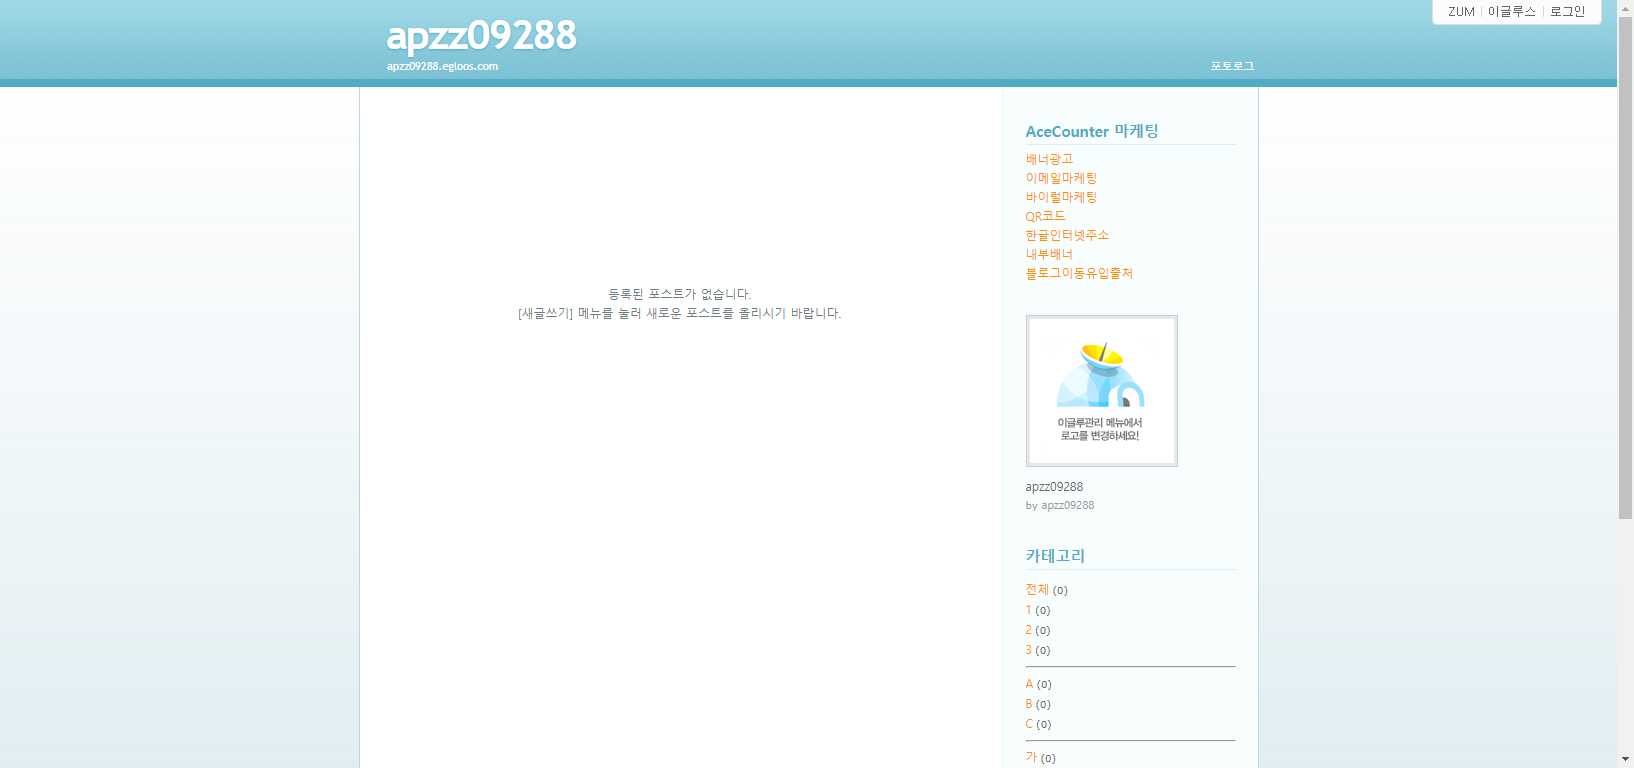 ZUM 이글루스 로그인
apzz09288
apzz09288.egloos.com
포토로그
등록된 포스트가 없습니다.
[새글쓰기] 메뉴를 눌러 새로운 포스트를 올리시기 바랍니다.
AceCounter 마케팅
배너광고
이메일마케팅
바이럴마케팅
QR코드
한글인터넷주소
내부배너
블로그이동유입출처
이글루관리 메뉴에서
로고를 변경하세요!
apzz09288
by apzz09288
카테고리
전체 (0)
1 (0)
2 (0)
3 (0)
A (0)
B (0)
C (0)
가 (0)